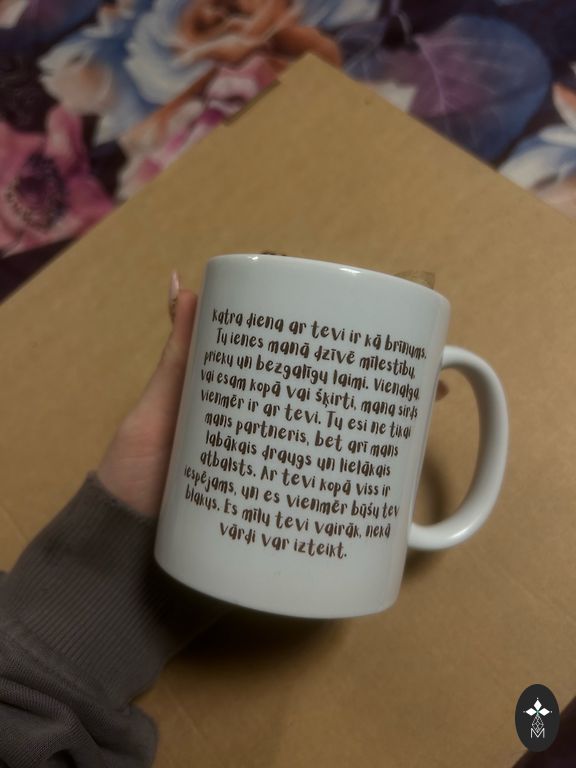 Katra diena ar tevi ir kā brīnums.
Tu ienes manā dzīvē mīlestību,
prieku un bezgalīgu laimi. Vienalga,
vai esam kopā vai šķirti, mana sirds
vienmēr ir ar tevi. Tu esi ne tikai
mans partneris, bet arī mans
labākais draugs un lielākais
atbalsts. Ar tevi kopā viss ir
iespējams, un es vienmēr būšu tev
blakus. Es mīlu tevi vairāk, nekā
vārdi var izteikt.
M